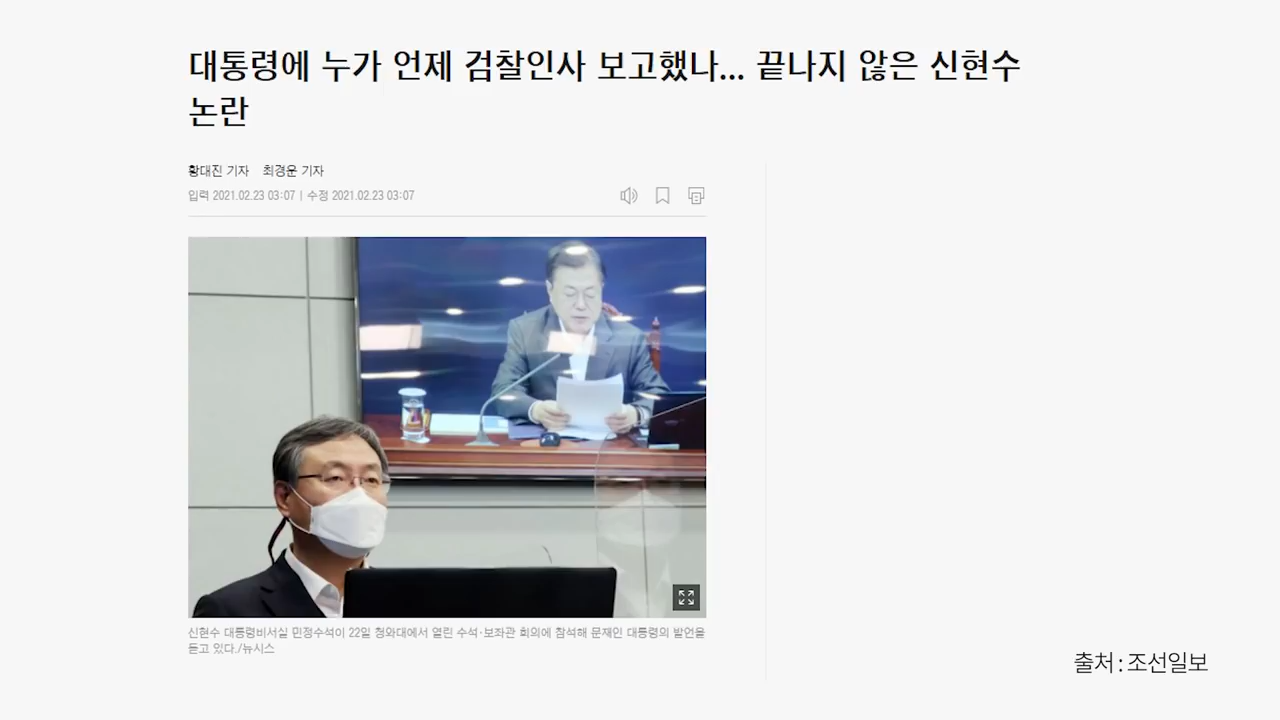 대통령에 누가 언제 검찰인사 보고했나... 끝나지 않은 신현수
논란
황대진 기자 최경운 기자
입력 2021.02.23 03:07 | 수정 2021.02.23 03:07
신현수 대통령비서실 민정수석이 22일 청와대에서 열린 수석·보좌관 회의에 참석해 문재인 대통령의 발언을
듣고 있다./뉴시스
출처 : 조선일보